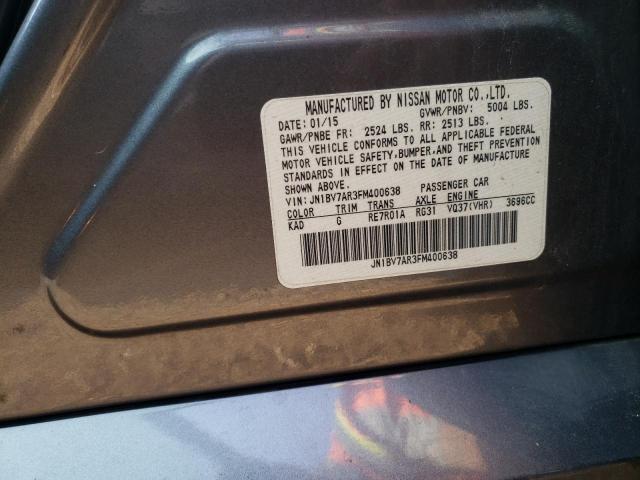 MANUFACTURED BY NISSAN MOTOR CO.,LTD.
DATE: 01/15 GVWR/PNBV: 5004 LBS.
GAWR/PNBE FR: 2524 LBS. RR: 2513 LBS.
THIS VEHICLE CONFORMS TO ALL APPLICABLE FEDERAL
MOTOR VEHICLE SAFETY,BUMPER,AND THEFT PREVENTION
STANDARDS IN EFFECT ON THE DATE OF MANUFACTURE
SHOWN ABOVE.
VIN: JN1BV7AR3FM400638 PASSENGER CAR
COLOR TRIM TRANS AXLE ENGINE
KAD G RE7R01A RG31 VQ37(VHR) 3696CC
JN1BV7AR3FM400638